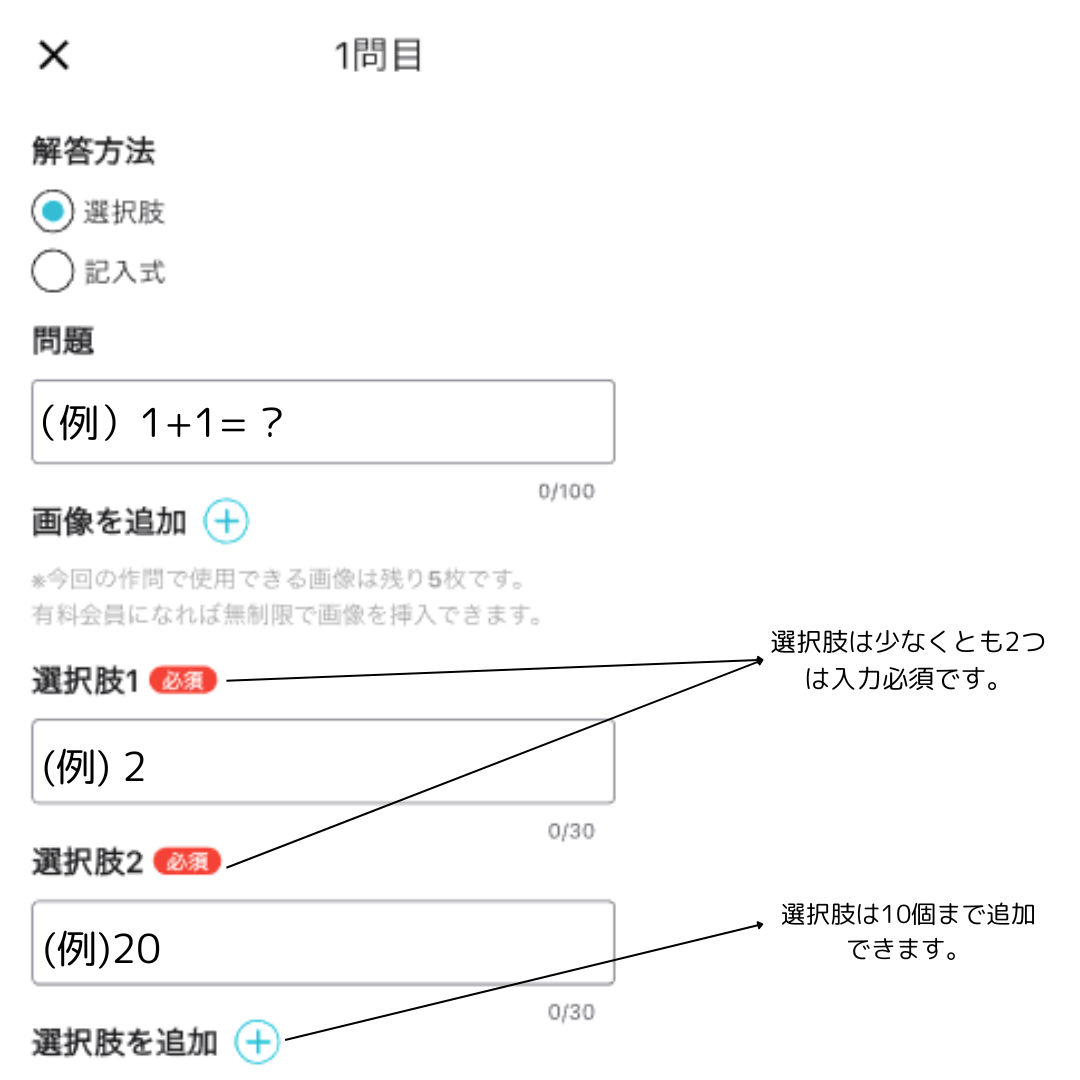 1問目
解答方法
選択肢
記入式
問題
（例）1+1=？
0/100
画像を追加
※今回の作問で使用できる画像は残り5枚です。
有料会員になれば無制限で画像を挿入できます。
選択肢1 必須
選択肢は少なくとも2つ
は入力必須です。
(例) 2
0/30
選択肢2 必須
(例)20
選択肢は10個まで追加
できます。
0/30
選択肢を追加